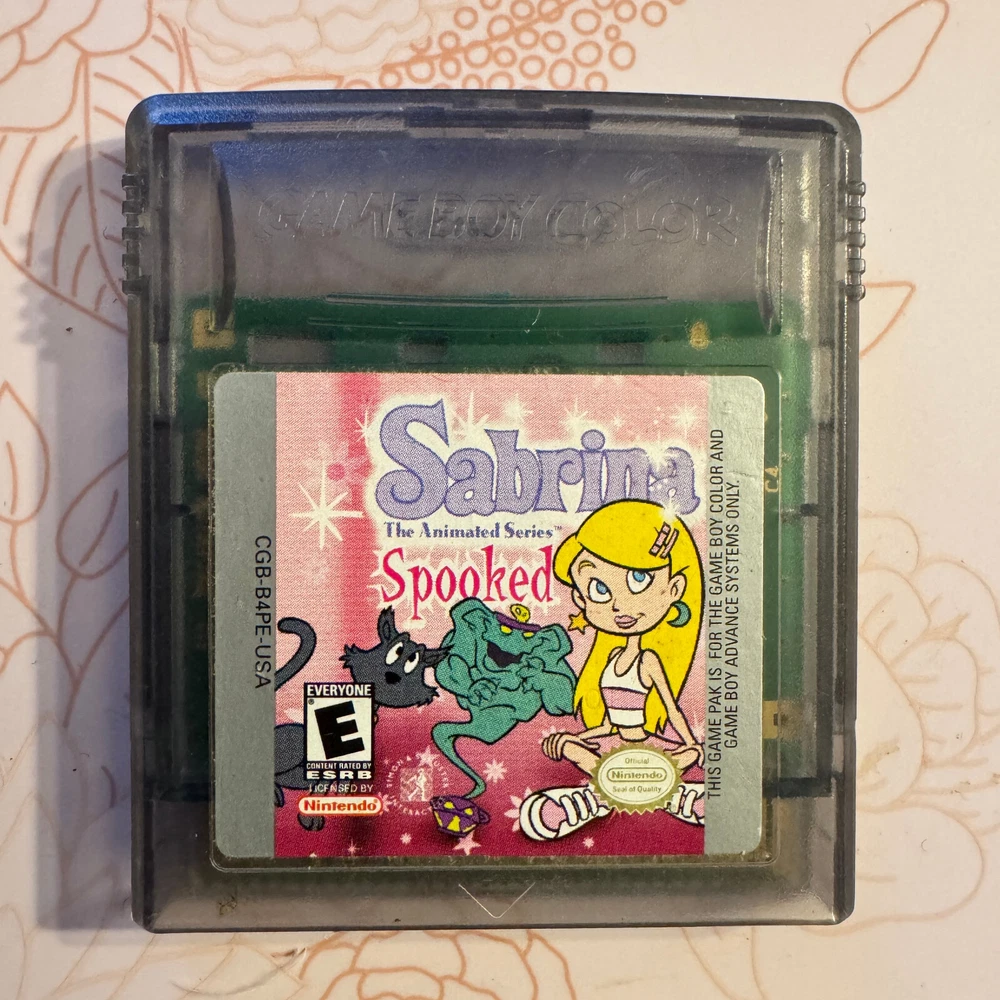 GAME BOY COLOR
Sabrina
The Animated Series™
Spooked
CGB-B4PE-USA
THIS GAME PAK IS FOR THE GAME BOY COLOR AND
GAME BOY ADVANCE SYSTEMS ONLY.
EVERYONE
E
CONTENT RATED BY
ESRB
LICENSED BY
Nintendo®
Official
Nintendo
Seal of Quality
C4